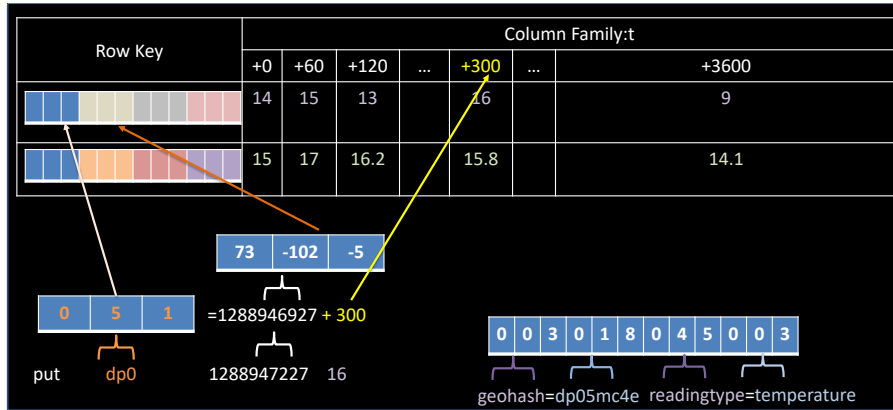 Row Key
Column Family:t
+0 +60 +120 ... +300 ... +3600
14 15 13 16 9
15 17 16.2 15.8 14.1
73 -102 -5
0 5 1 =1288946927 + 300
0 0 3 0 1 8 0 4 5 0 0 3
put dp0 1288947227 16
geohash=dp05mc4e readingtype=temperature